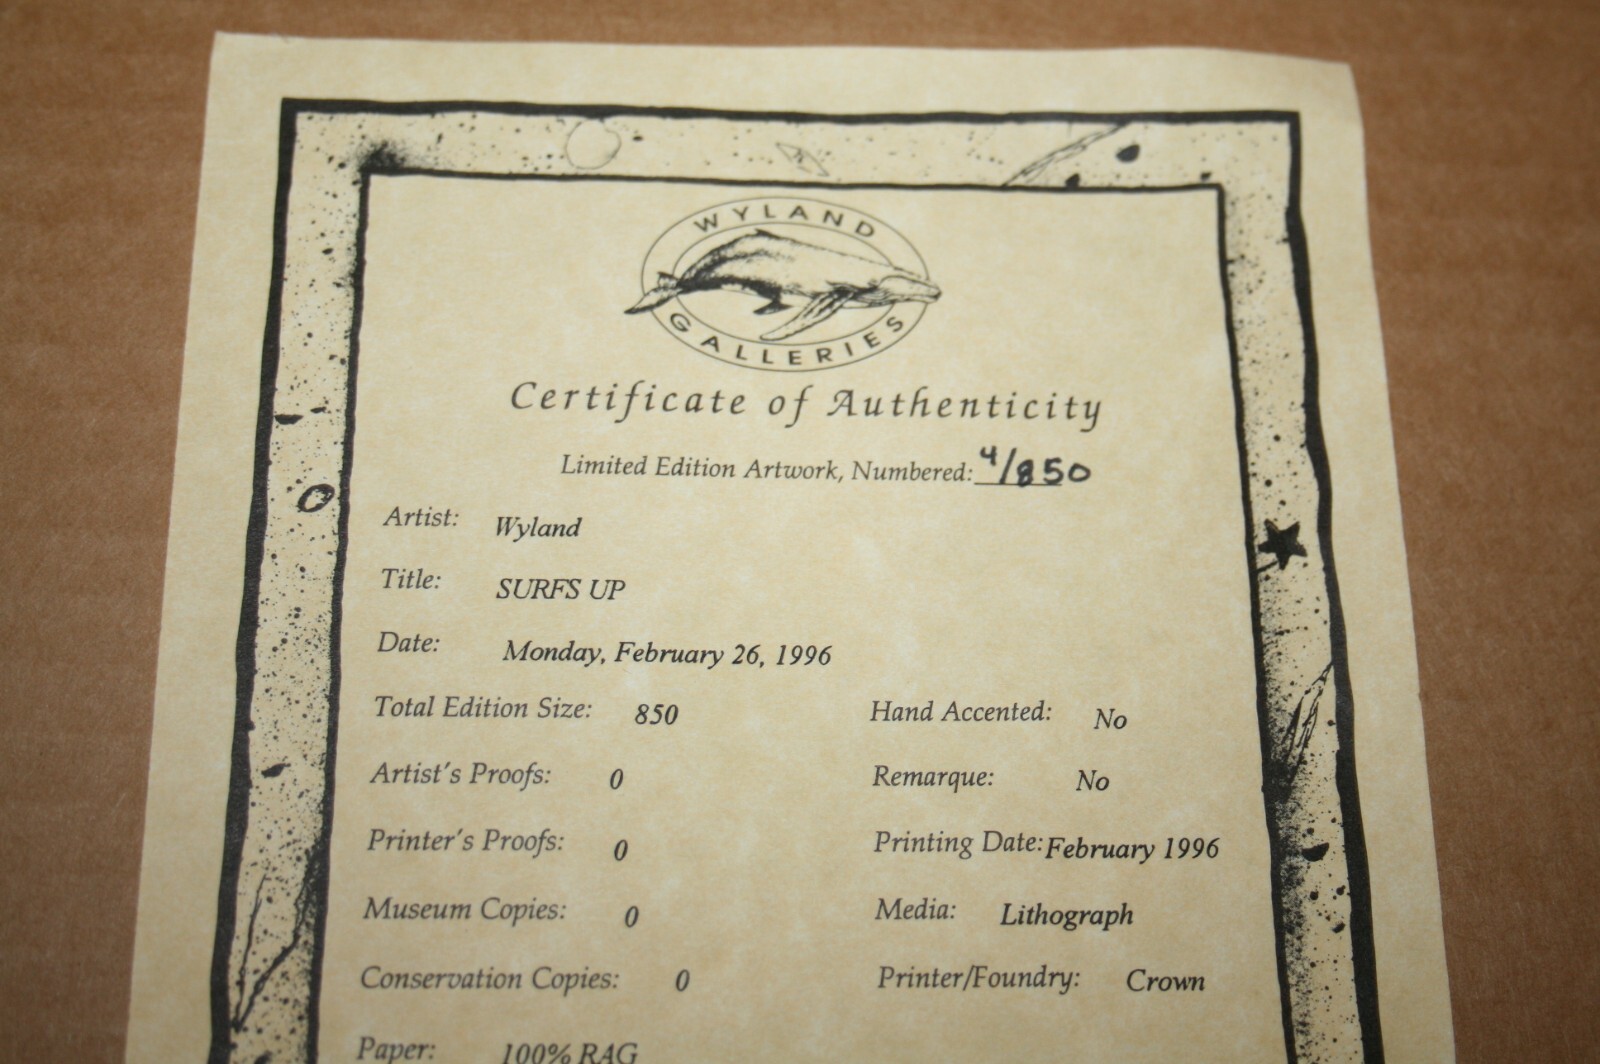 WYLAND
GALLERIES
Certificate of Authenticity
Limited Edition Artwork, Numbered: 4/850
Artist: Wyland
Title: SURFS UP
Date: Monday, February 26, 1996
Total Edition Size: 850 Hand Accented: No
Artist's Proofs: 0 Remarque: No
Printer's Proofs: 0 Printing Date: February 1996
Museum Copies: 0 Media: Lithograph
Conservation Copies: 0 Printer/Foundry: Crown
Paper: 100% RAG